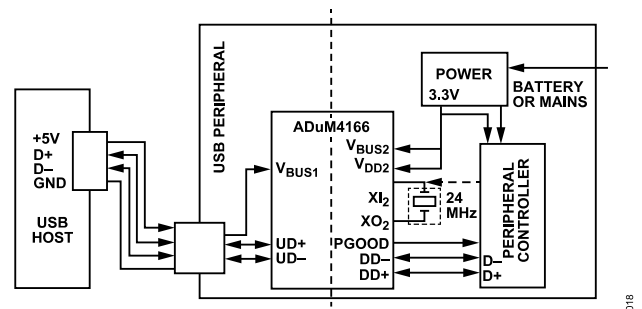 USB PERIPHERAL
POWER
3.3V
BATTERY
OR MAINS
+5V
D+
D–
GND
USB
HOST
ADuM4166
VBUS1
VBUS2
VDD2
XI2
XO2
24
MHz
PGOOD
UD+
UD–
DD–
DD+
D–
D+
PERIPHERAL
CONTROLLER
018